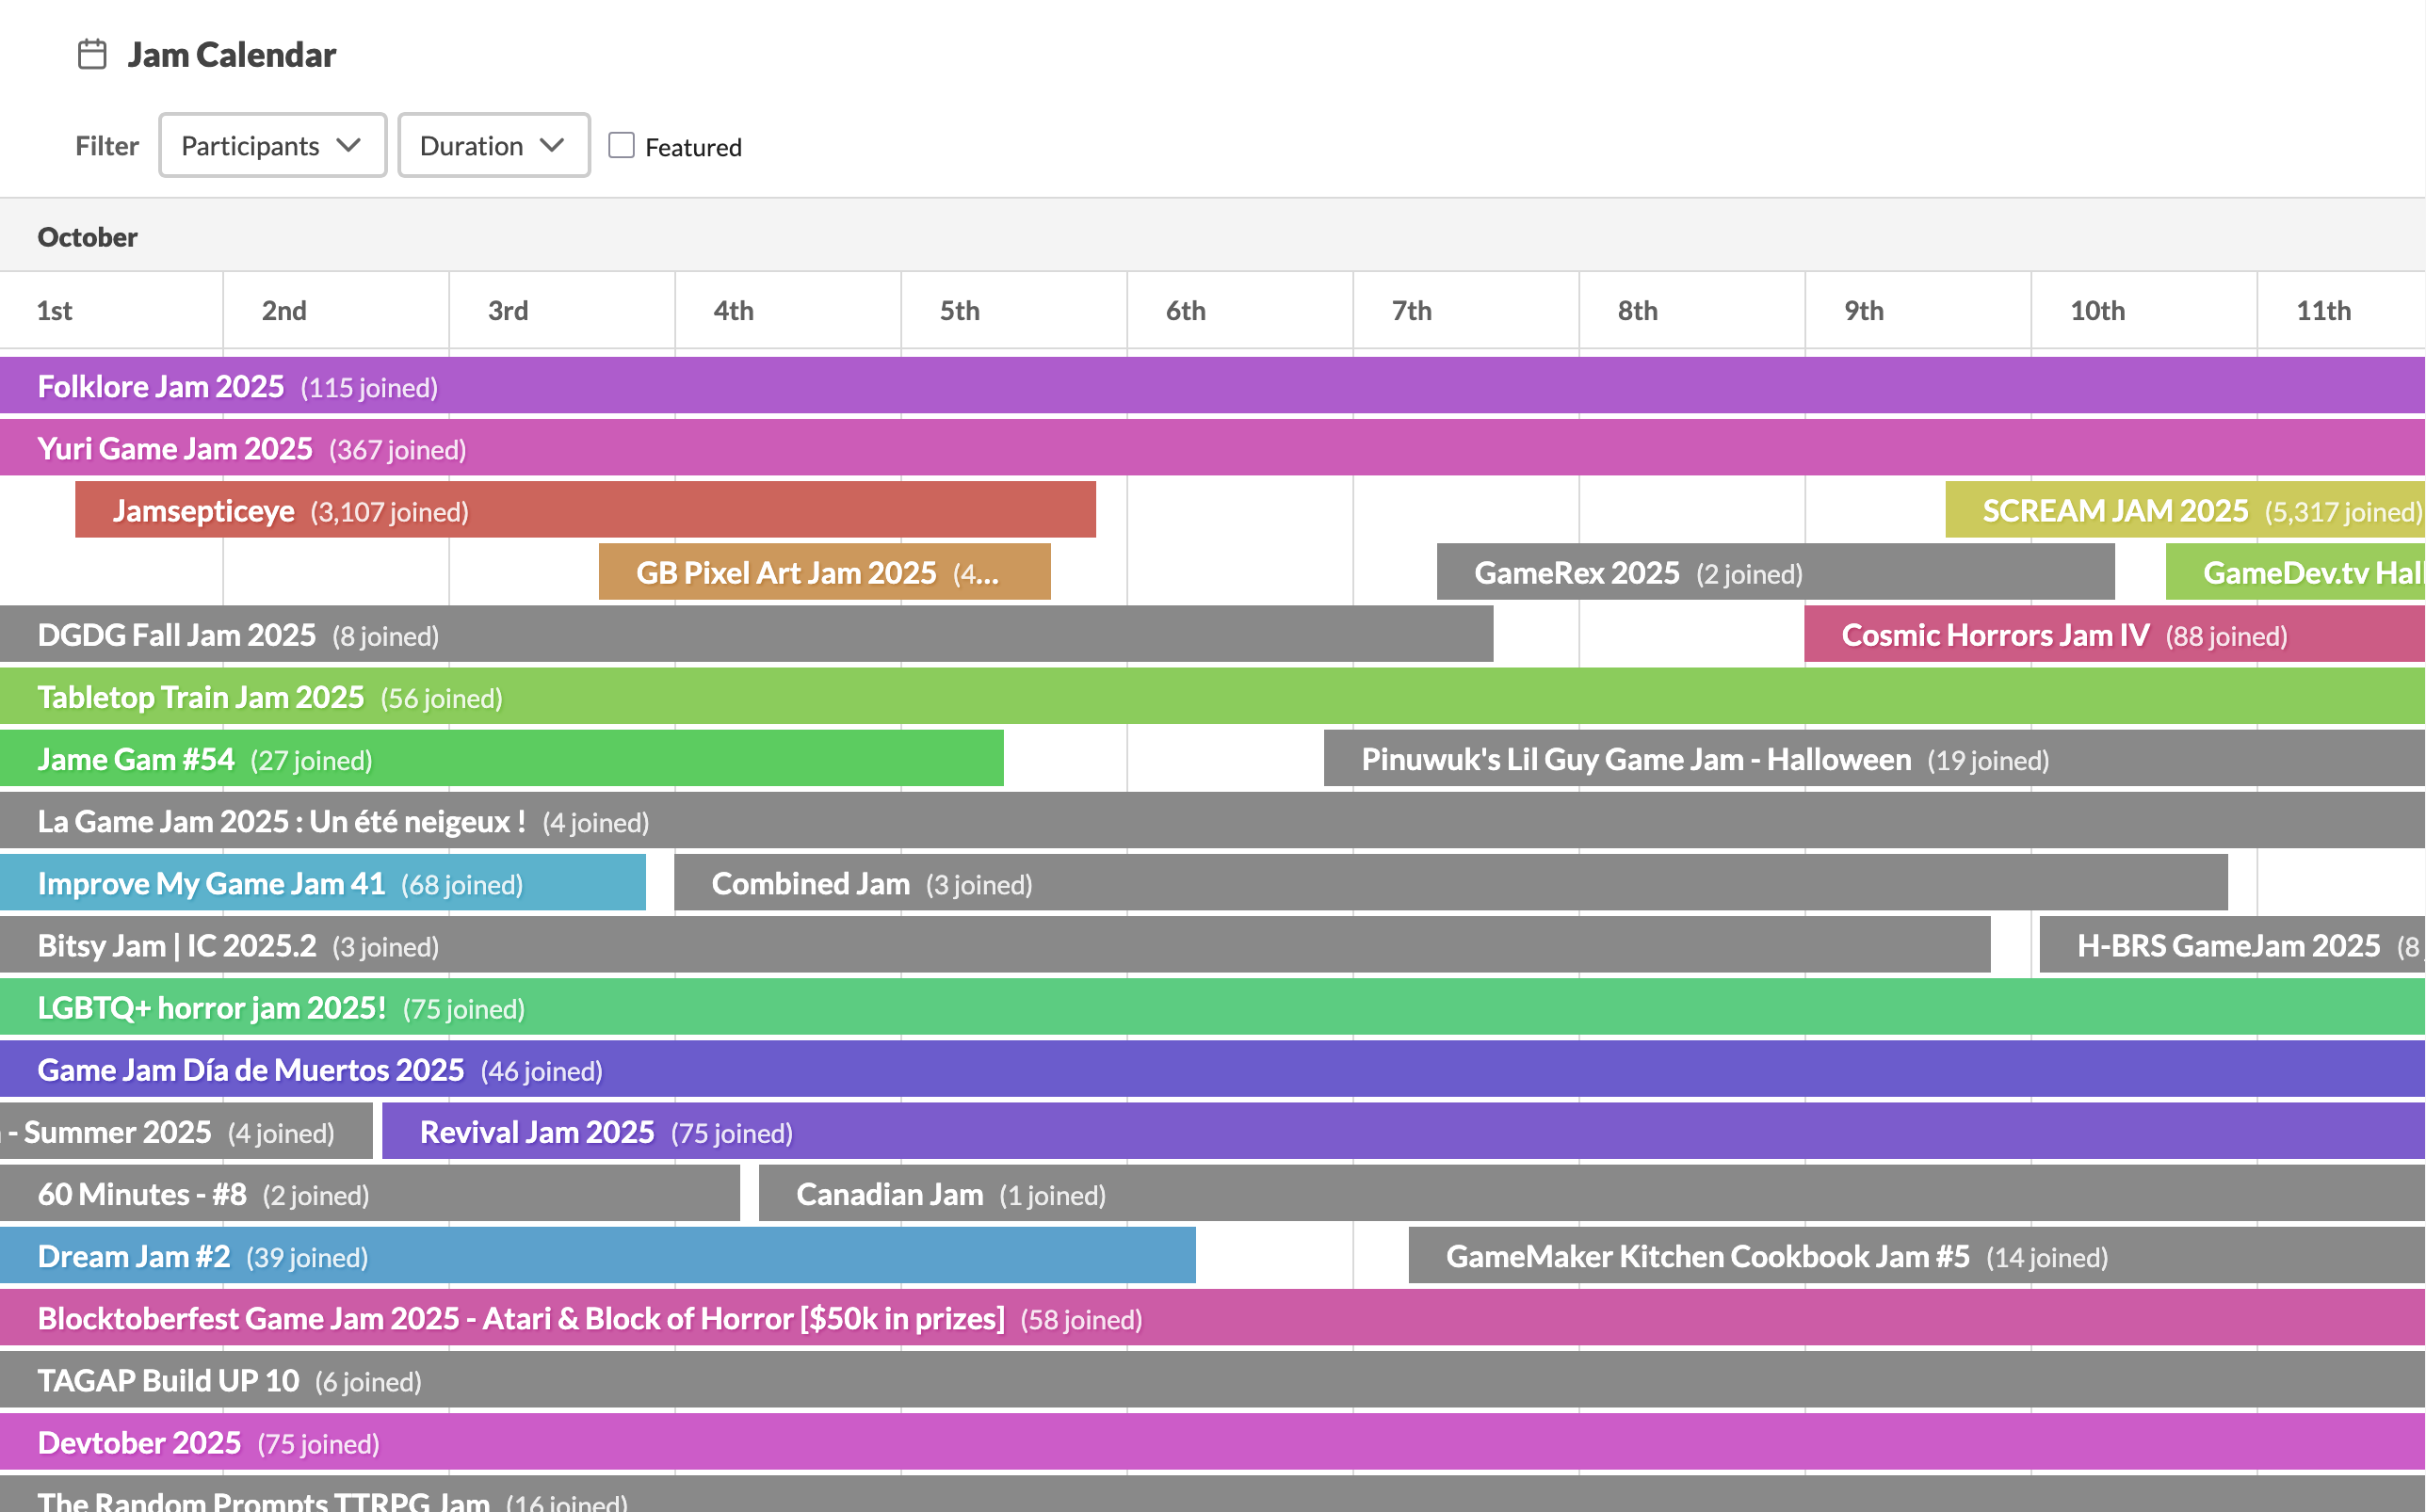 Jam Calendar
Filter Participants Duration Featured
October
1st 2nd 3rd 4th 5th 6th 7th 8th 9th 10th 11th
Folklore Jam 2025 (115 joined)
Yuri Game Jam 2025 (367 joined)
Jamsepticeye (3,107 joined) SCREAM JAM 2025 (5,317 joined)
GB Pixel Art Jam 2025 (4... GameRex 2025 (2 joined) GameDev.tv Hal
DGDG Fall Jam 2025 (8 joined) Cosmic Horrors Jam IV (88 joined)
Tabletop Train Jam 2025 (56 joined)
Jame Gam #54 (27 joined) Pinuwuk's Lil Guy Game Jam - Halloween (19 joined)
La Game Jam 2025 : Un été neigeux ! (4 joined)
Improve My Game Jam 41 (68 joined) Combined Jam (3 joined)
Bitsy Jam | IC 2025.2 (3 joined) H-BRS GameJam 2025 (8
LGBTQ+ horror jam 2025! (75 joined)
Game Jam Día de Muertos 2025 (46 joined)
- Summer 2025 (4 joined) Revival Jam 2025 (75 joined)
60 Minutes - #8 (2 joined) Canadian Jam (1 joined)
Dream Jam #2 (39 joined) GameMaker Kitchen Cookbook Jam #5 (14 joined)
Blocktoberfest Game Jam 2025 - Atari & Block of Horror [$50k in prizes] (58 joined)
TAGAP Build UP 10 (6 joined)
Devtober 2025 (75 joined)
The Random Prompts TTRPG Jam (16 joined)